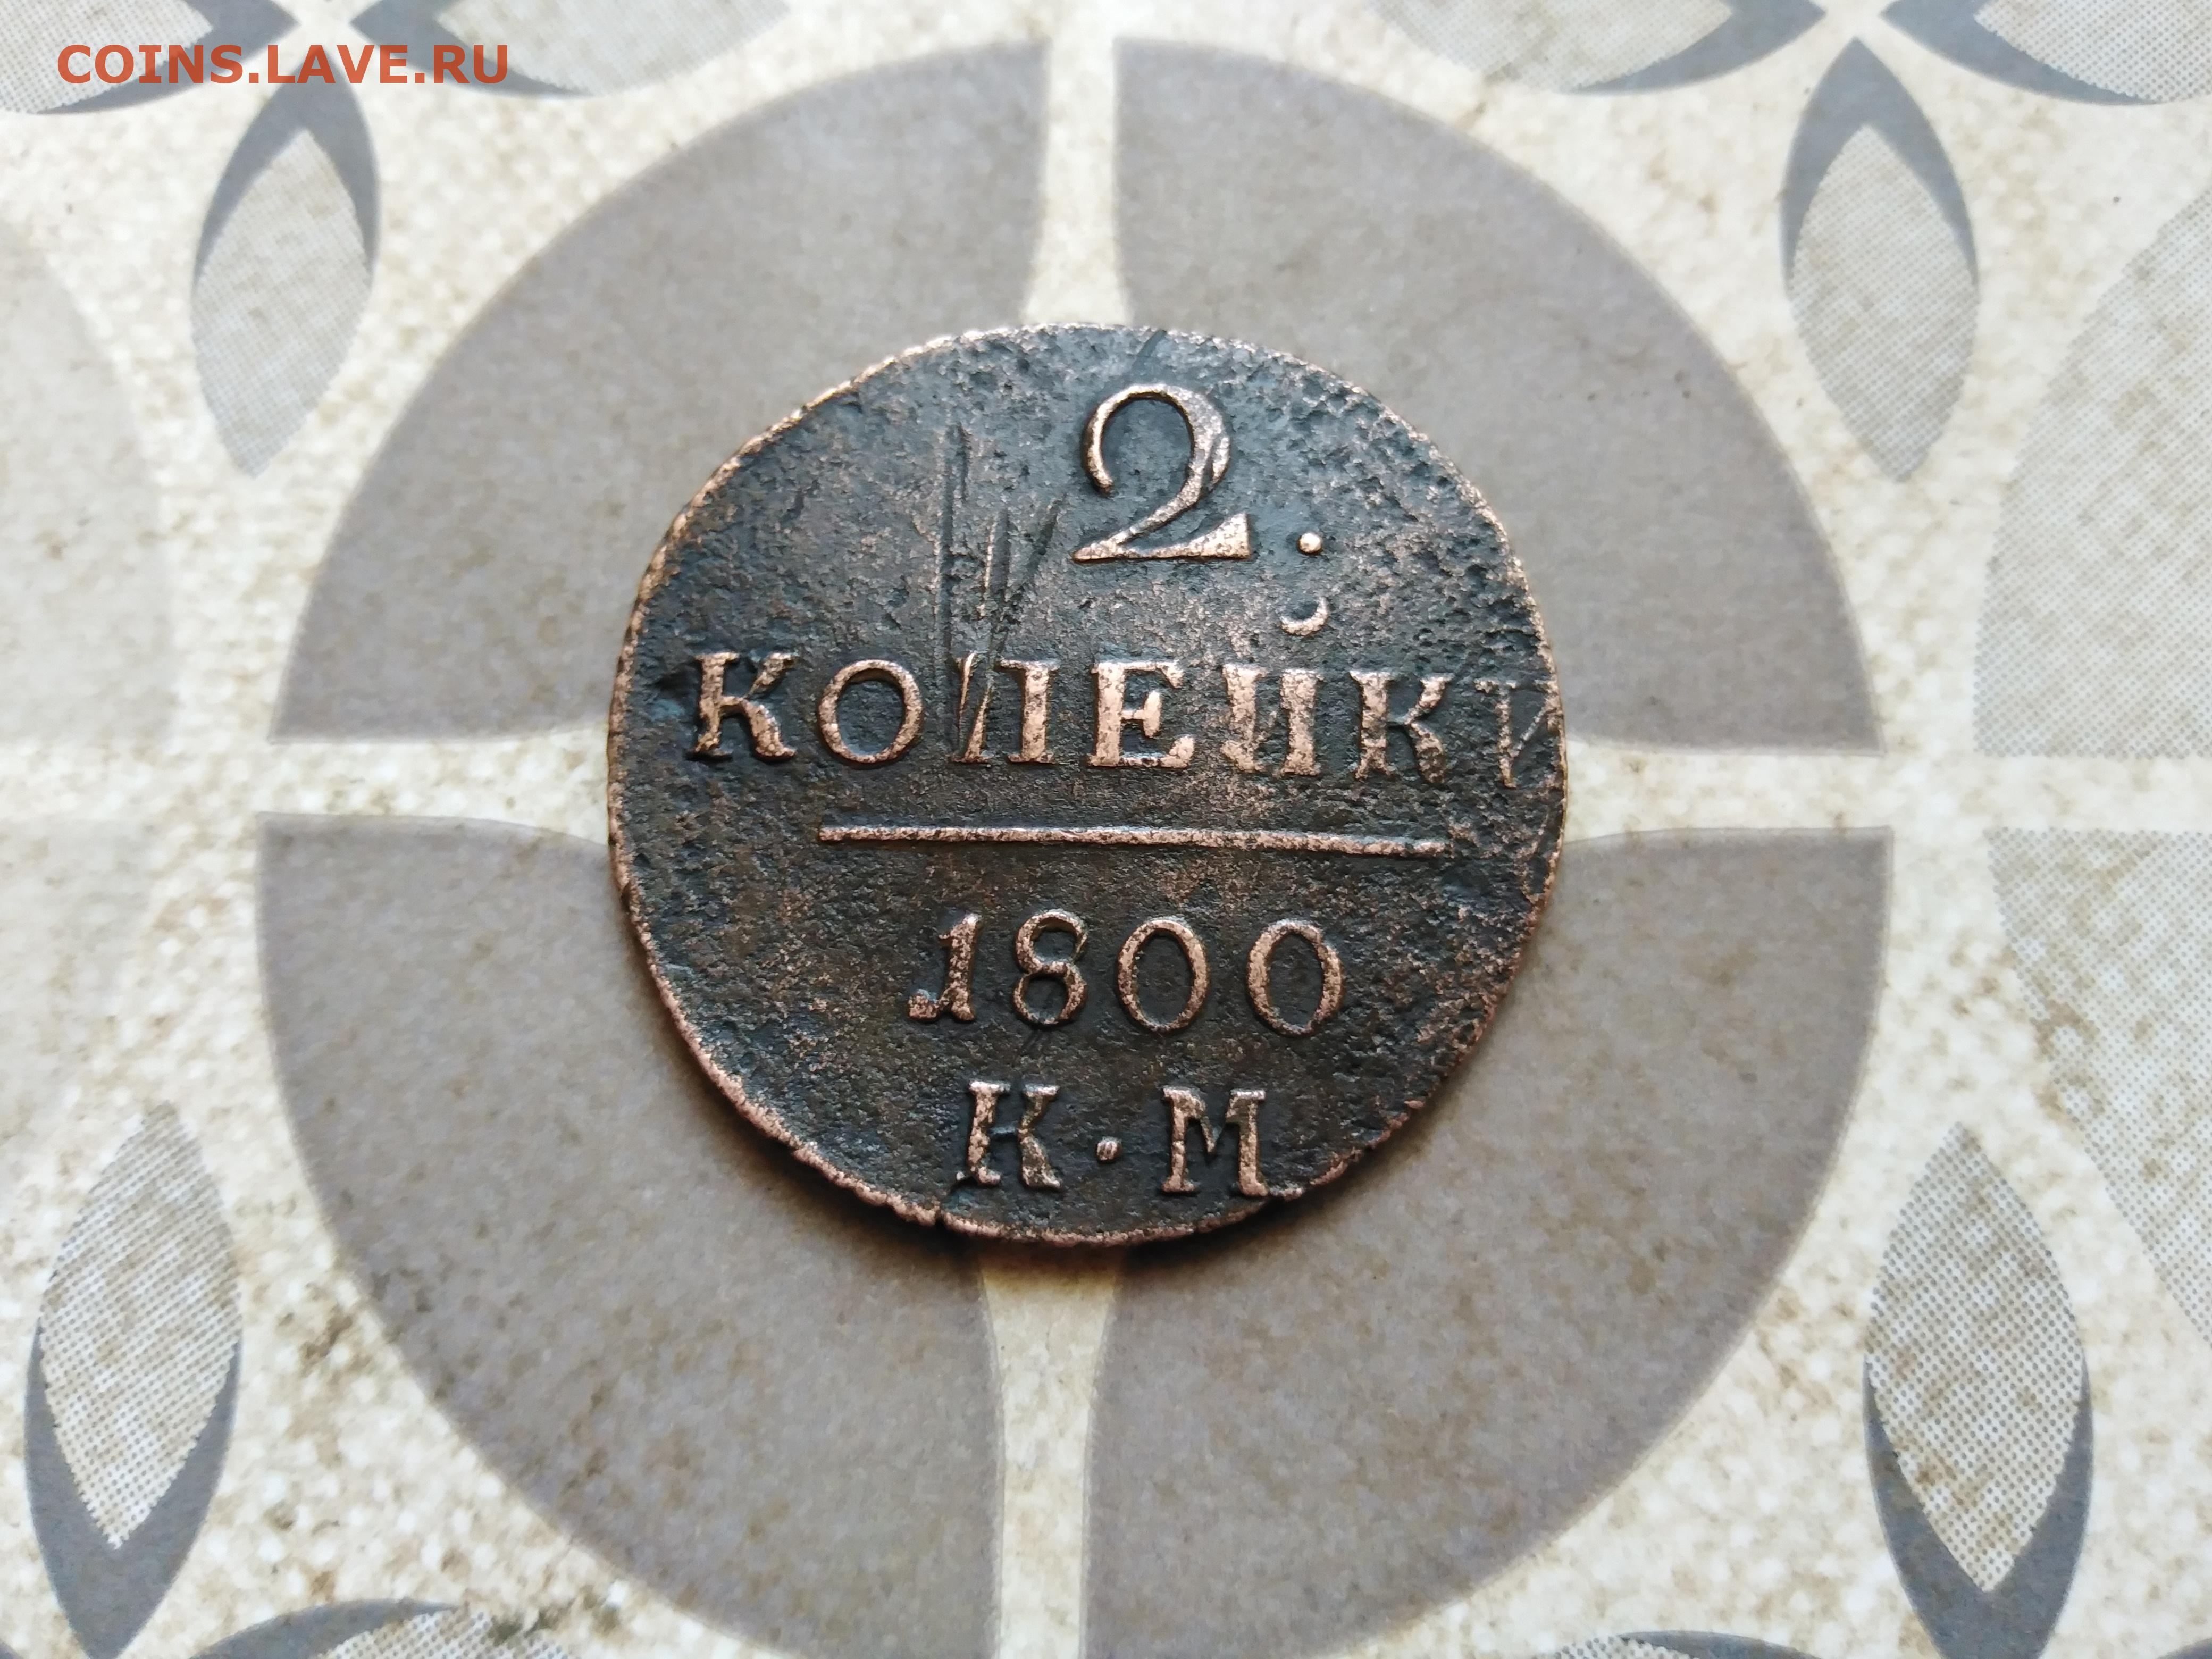 COINS.LAVE.RU
2.
КОПЕЙКИ
1800
К·М